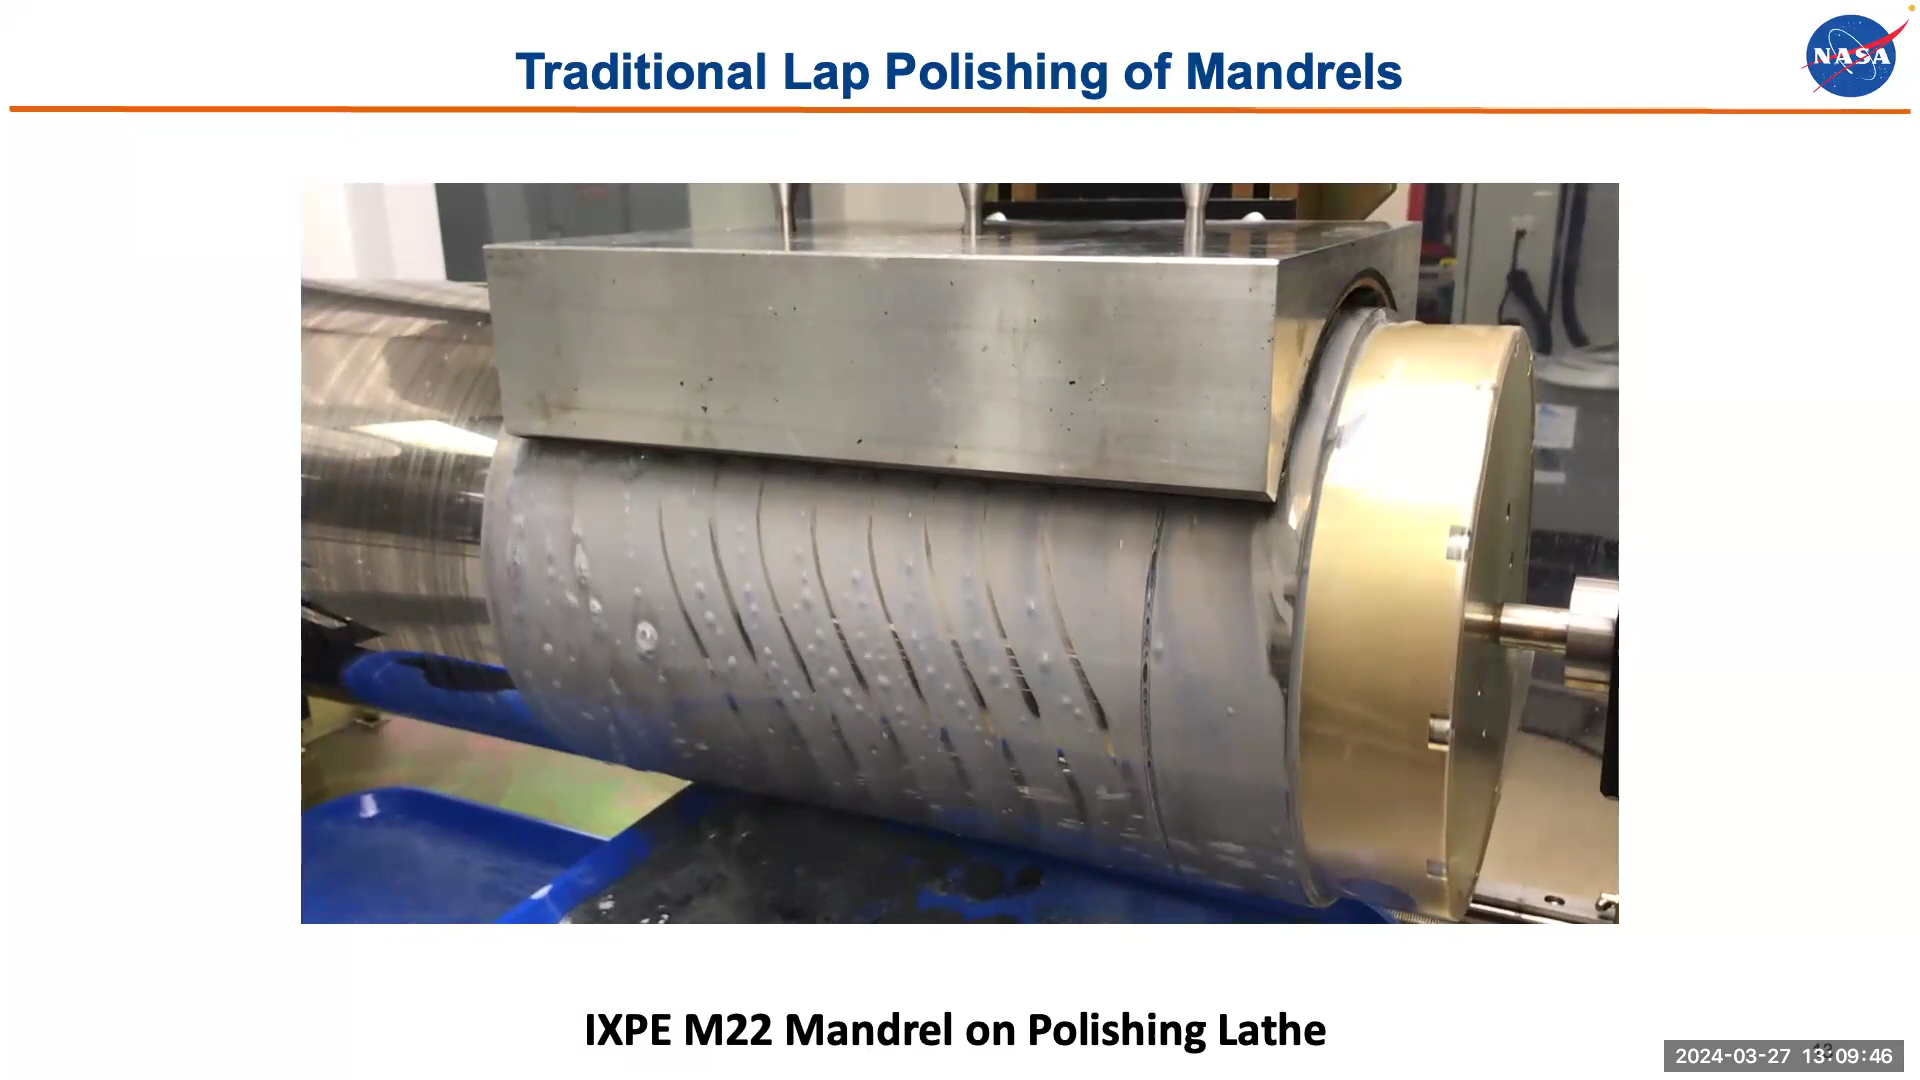 Traditional Lap Polishing of Mandrels
NASA
IXPE M22 Mandrel on Polishing Lathe
2024-03-27 13:09:46